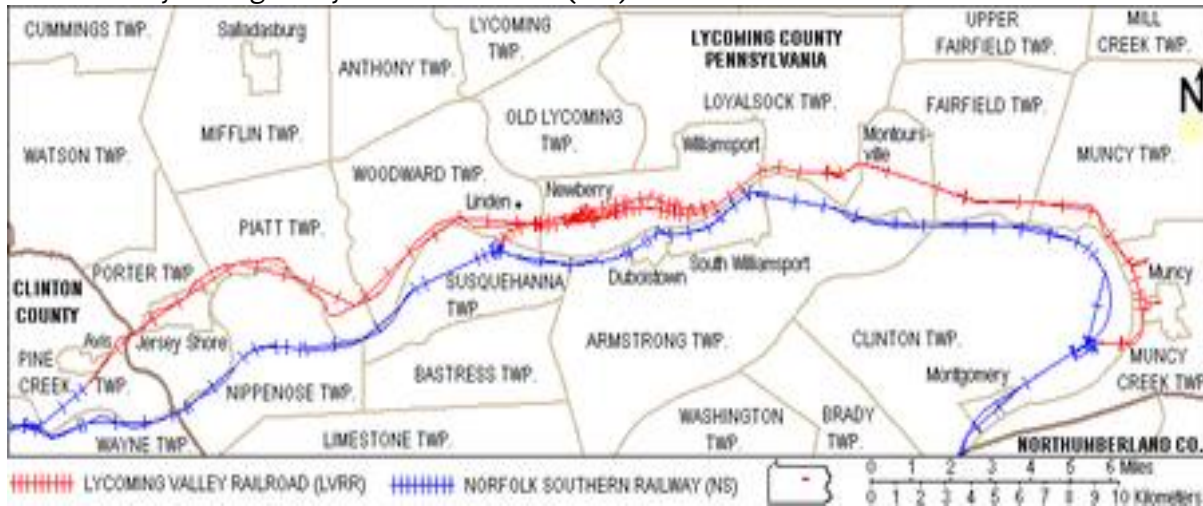 CUMMINGS TWP.
Salladasburg
LYCOMING
TWP.
LYCOMING COUNTY
PENNSYLVANIA
UPPER
FAIRFIELD TWP.
MILL
CREEK TWP.
ANTHONY TWP.
LOYALSOCK TWP.
N
FAIRFIELD TWP.
OLD LYCOMING
TWP.
MIFFLIN TWP.
Williamsport
Montours-
ville
WATSON TWP.
MUNCY TWP.
WOODWARD TWP.
Newberry
Linden
PIATT TWP.
PORTER TWP.
SUSQUEHANNA
TWP.
Duboistown
South Williamsport
Muncy
CLINTON
COUNTY
Avis
Jersey Shore
ARMSTRONG TWP.
CLINTON TWP.
PINE
CREEK
TWP.
MUNCY
CREEK TWP.
NIPPENOSE TWP.
BASTRESS TWP.
Montgomery
WASHINGTON
TWP.
BRADY
TWP.
WAYNE TWP.
LIMESTONE TWP.
NORTHUMBERLAND CO.
LYCOMING VALLEY RAILROAD (LVRR)
NORFOLK SOUTHERN RAILWAY (NS)
0 1 2 3 4 5 6 Miles
0 1 2 3 4 5 6 7 8 9 10 Kilometers